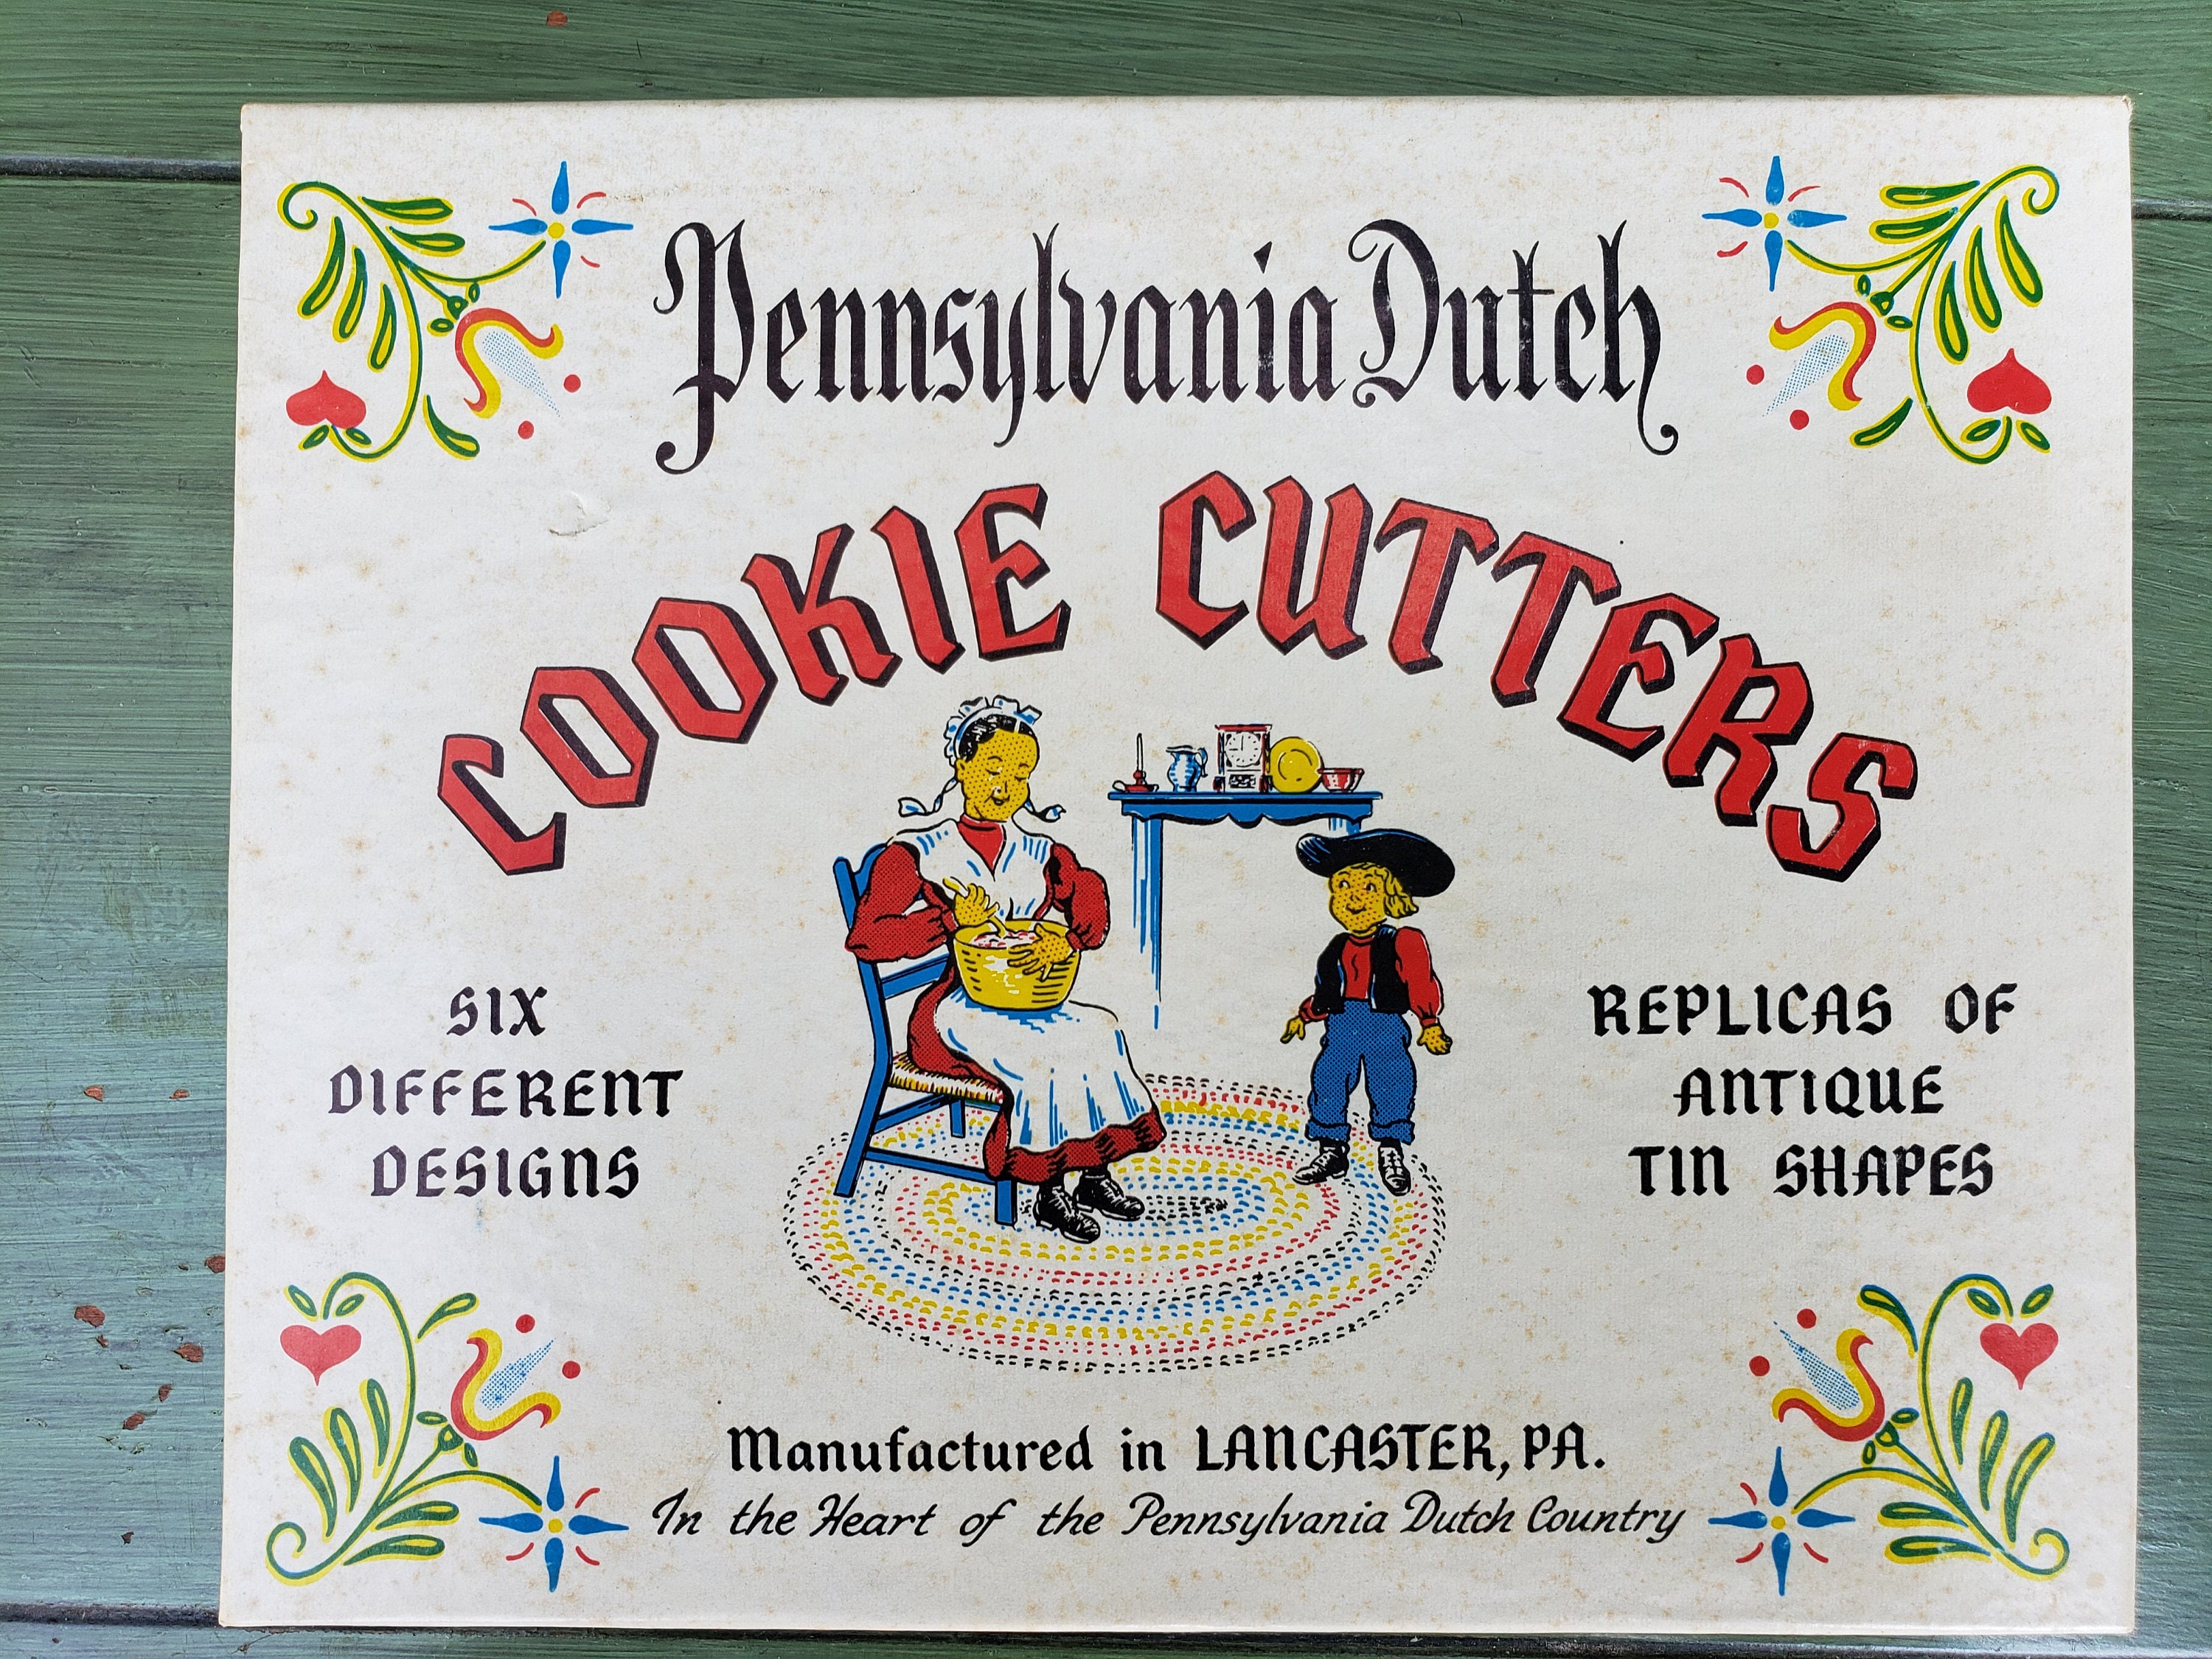 Pennsylvania Dutch
COOKIE CUTTERS
SIX
DIFFERENT
DESIGNS
REPLICAS OF
ANTIQUE
TIN SHAPES
Manufactured in LANCASTER, PA.
In the Heart of the Pennsylvania Dutch Country